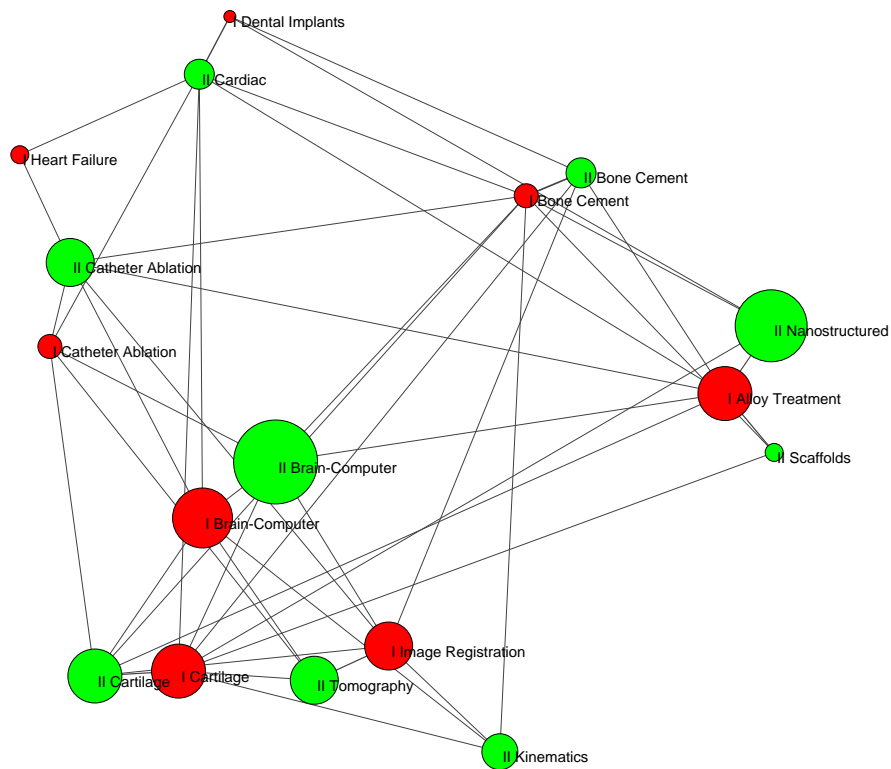 I Dental Implants
II Cardiac
I Heart Failure
II Bone Cement
I Bone Cement
II Catheter Ablation
II Nanostructured
I Catheter Ablation
I Alloy Treatment
II Scaffolds
II Brain-Computer
I Brain-Computer
I Image Registration
I Cartilage
II Cartilage
II Tomography
II Kinematics